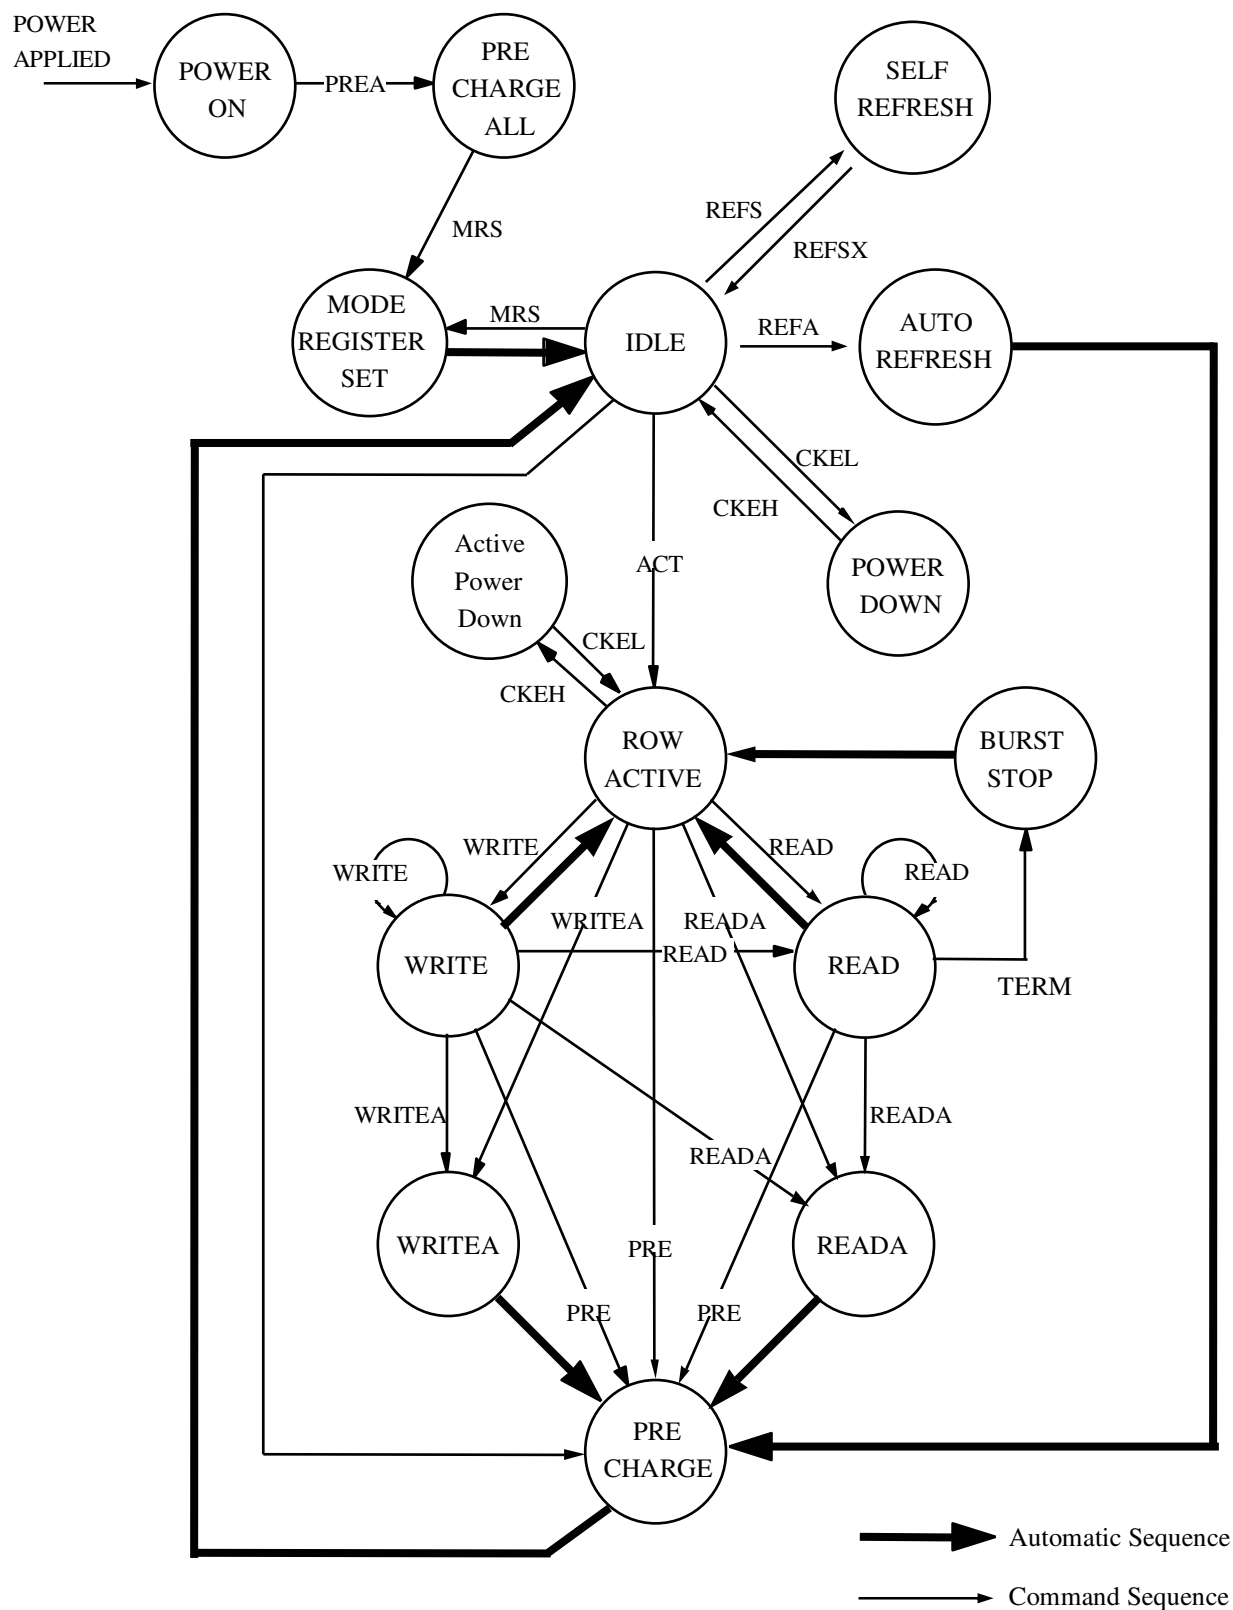 POWER
APPLIED
POWER
ON
PREA
PRE
CHARGE
ALL
SELF
REFRESH
MRS
REFS
REFSX
MODE
REGISTER
SET
MRS
IDLE
REFA
AUTO
REFRESH
CKEL
CKEH
POWER
DOWN
ACT
Active
Power
Down
CKEL
CKEH
ROW
ACTIVE
BURST
STOP
WRITE
WRITE
READ
READ
WRITEA
READA
WRITE
READ
READ
TERM
WRITEA
READA
READA
WRITEA
READA
PRE
PRE
PRE
PRE
CHARGE
Automatic Sequence
Command Sequence